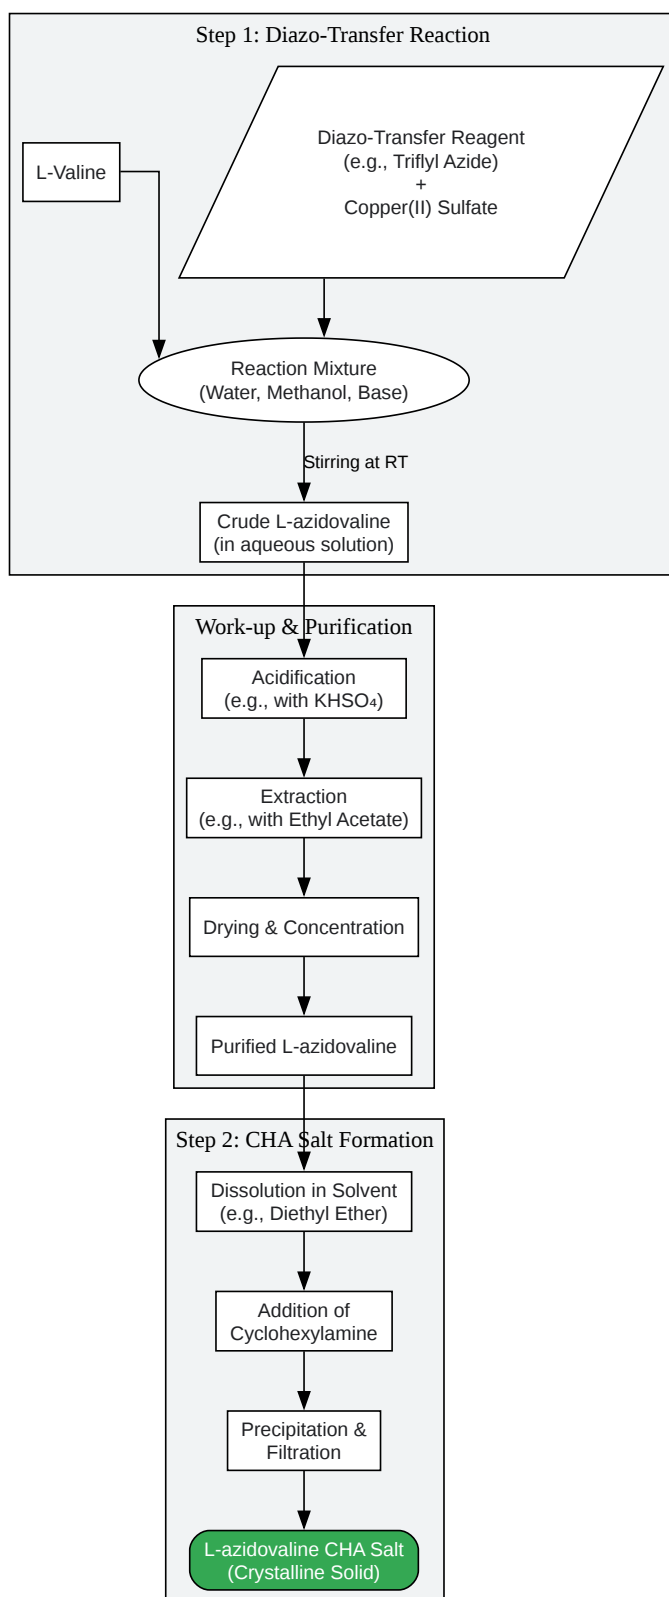 Step 1: Diazo-Transfer Reaction
L-Valine
Diazo-Transfer Reagent
(e.g., Triflyl Azide)
+
Copper(II) Sulfate
Reaction Mixture
(Water, Methanol, Base)
Stirring at RT
Crude L-azidovaline
(in aqueous solution)
Work-up & Purification
Acidification
(e.g., with KHSO₄)
Extraction
(e.g., with Ethyl Acetate)
Drying & Concentration
Purified L-azidovaline
Step 2: CHA Salt Formation
Dissolution in Solvent
(e.g., Diethyl Ether)
Addition of
Cyclohexylamine
Precipitation &
Filtration
L-azidovaline CHA Salt
(Crystalline Solid)